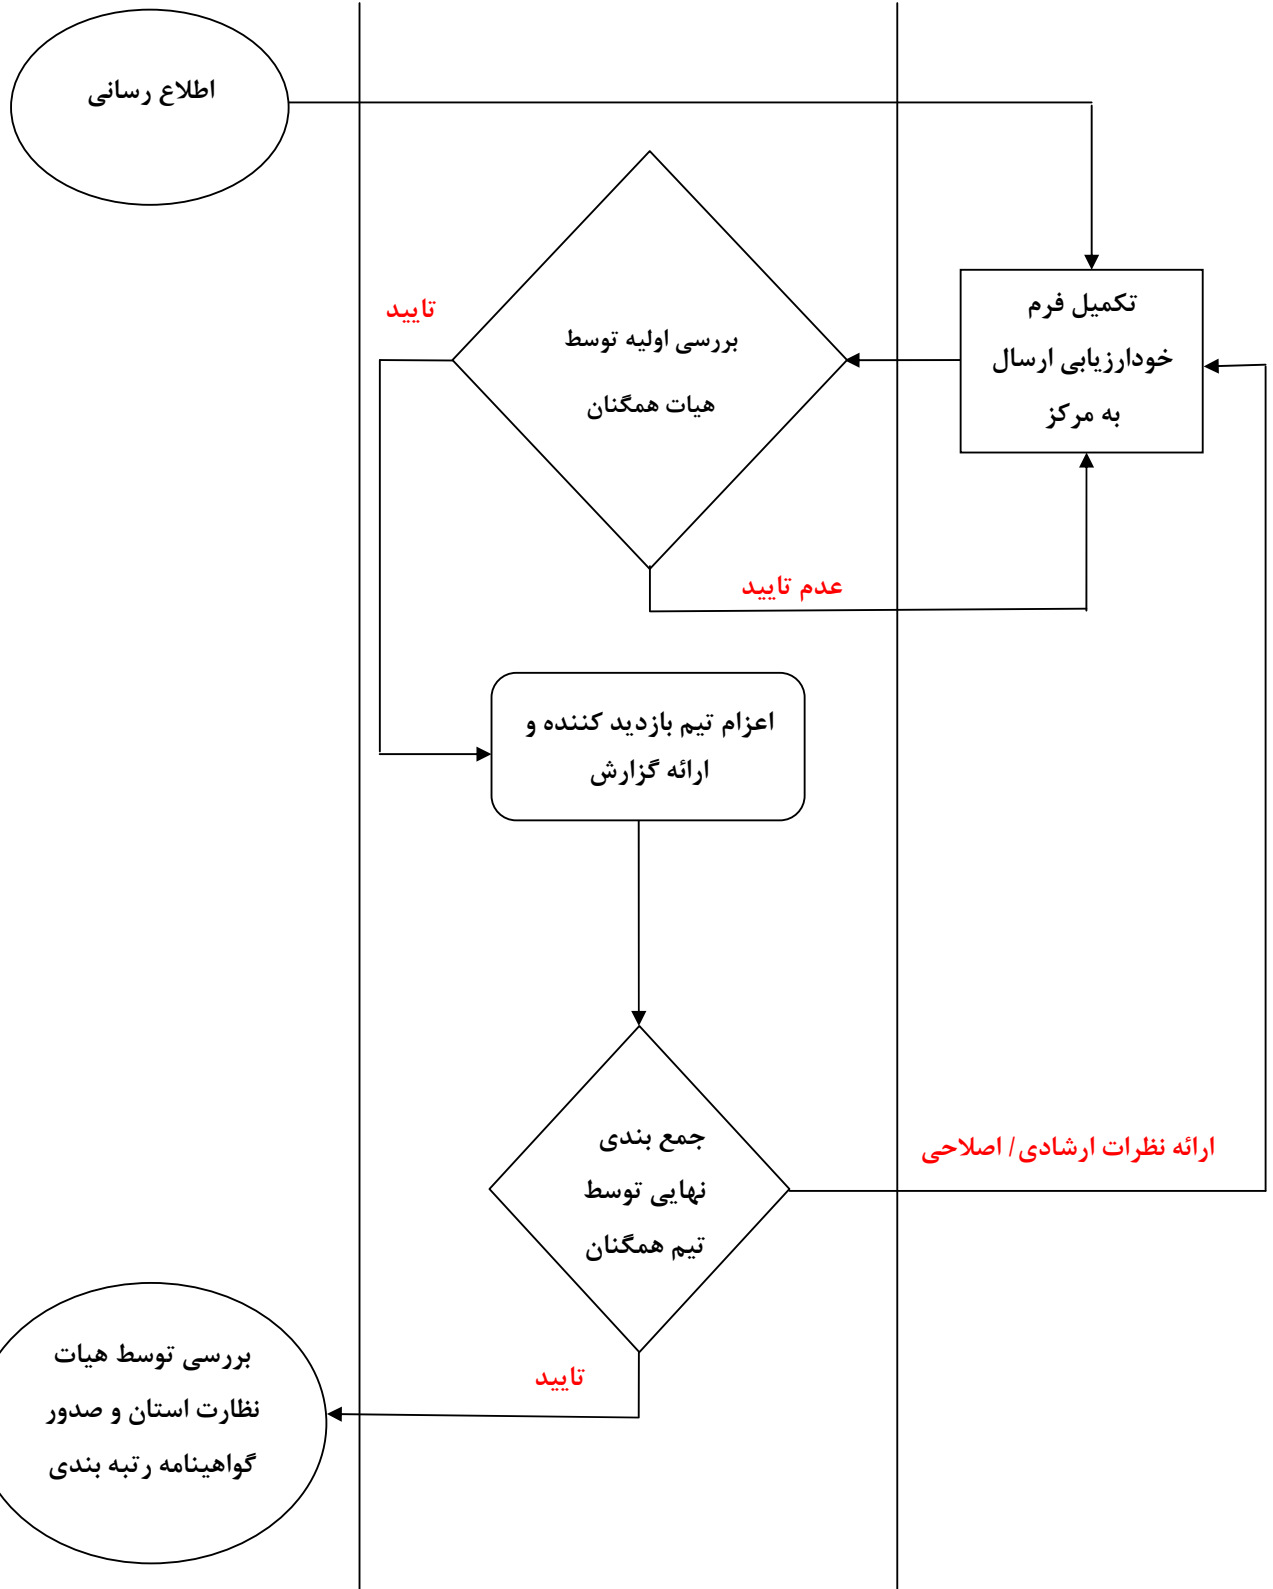 اطلاع رسانی
تکمیل فرم
خودارزیابی ارسال
به مرکز
تایید
بررسی اولیه توسط
هیات همگنان
عدم تایید
اعزام تیم بازدید کننده و
ارائه گزارش
جمع بندی
نهایی توسط
تیم همگنان
ارائه نظرات ارشادی/ اصلاحی
تایید
بررسی توسط هیات
نظارت استان و صدور
گواهینامه رتبه بندی